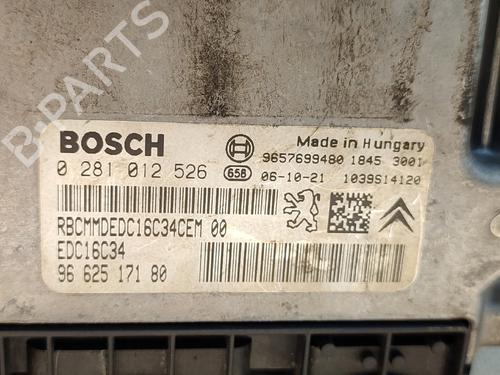 B-PARTS
BOSCH
Made in Hungary
9657699480 1845 3001
0 281 012 526 656 06-10-21 1039S14120
RBCMMDEDC16C34CEM 00
EDC16C34
96 625 171 80